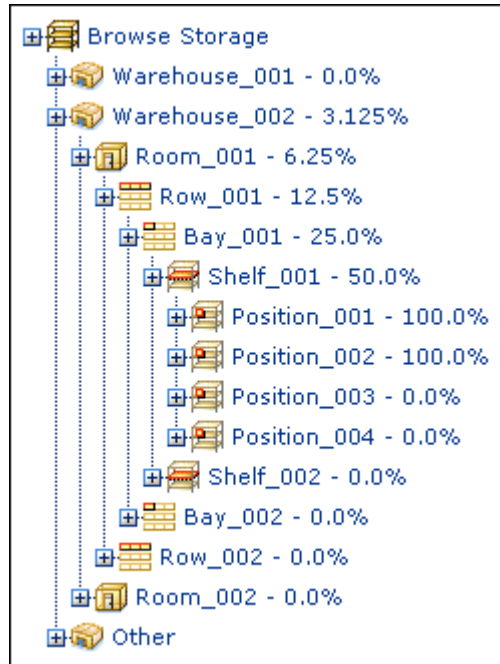 Browse Storage
Warehouse_001 - 0.0%
Warehouse_002 - 3.125%
Room_001 - 6.25%
Row_001 - 12.5%
Bay_001 - 25.0%
Shelf_001 - 50.0%
Position_001 - 100.0%
Position_002 - 100.0%
Position_003 - 0.0%
Position_004 - 0.0%
Shelf_002 - 0.0%
Bay_002 - 0.0%
Row_002 - 0.0%
Room_002 - 0.0%
Other